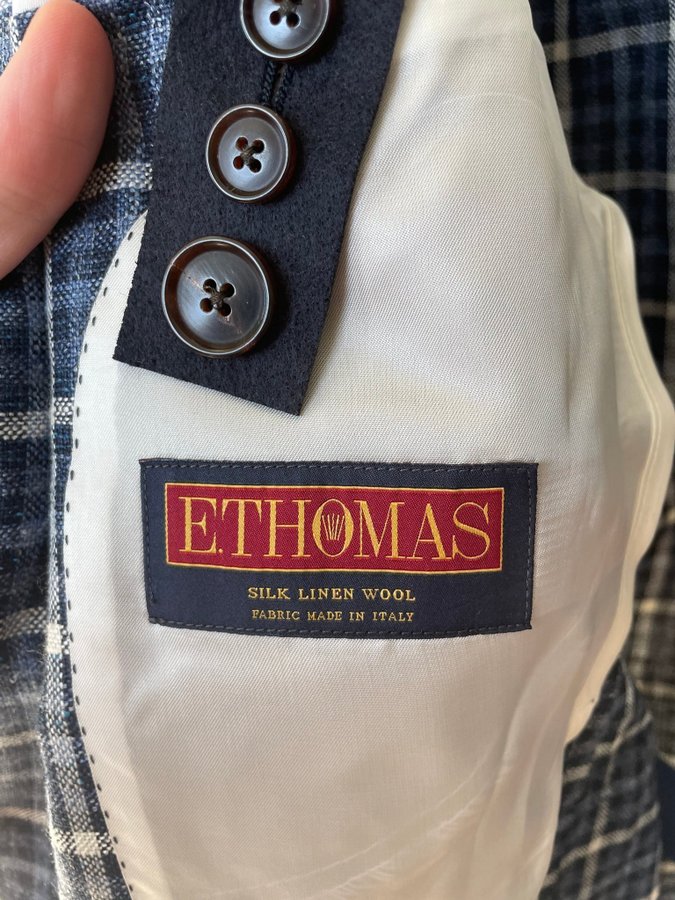 E.THOMAS
SILK LINEN WOOL
FABRIC MADE IN ITALY